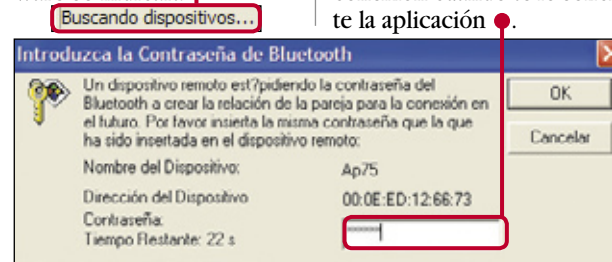 Buscando dispositivos...
te la aplicación
Introduzca la Contraseña de Bluetooth
Un dispositivo remoto est?pidiendo la contraseña del
Bluetooth a crear la relación de la pareja para la conexión en
el futuro. Por favor inserta la misma contraseña que la que
ha sido insertada en el dispositivo
remoto:
OK
Cancelar
Nombre del Dispositivo:
Ap75
Dirección del Dispositivo
00:0E:ED:12:66:73
Contraseña:
Tiempo Restante: 22 s